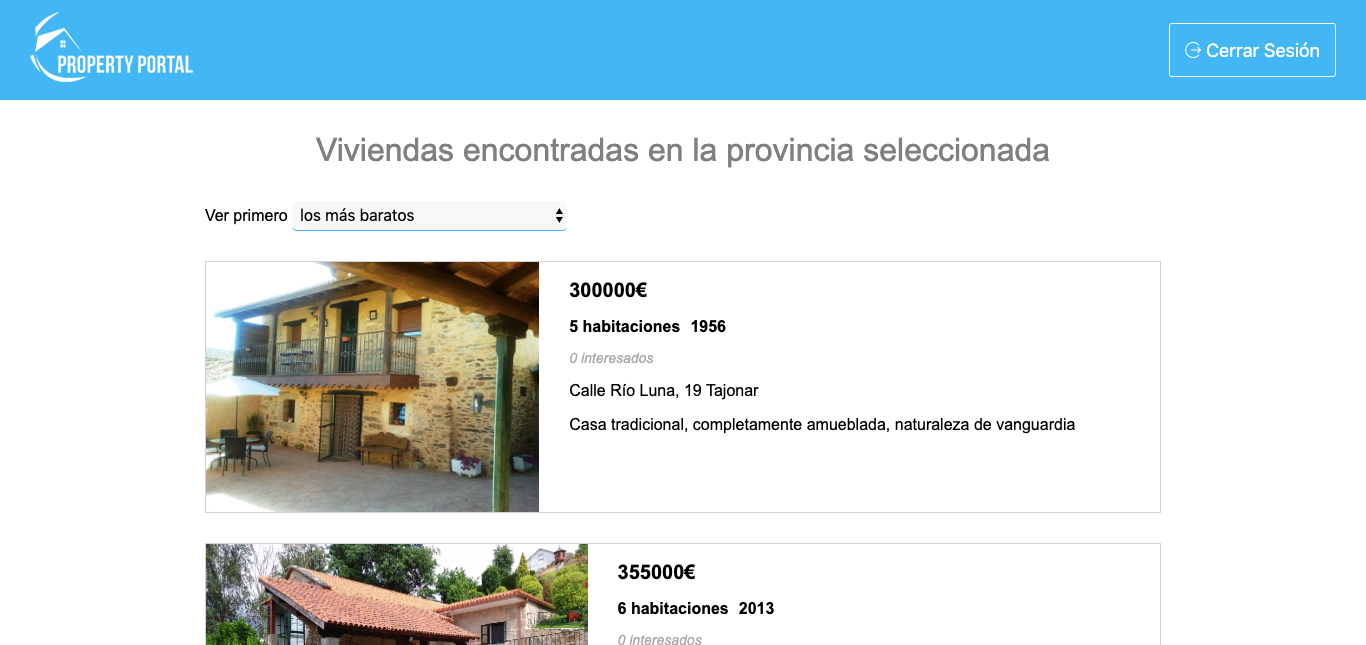 PROPERTY PORTAL
Cerrar Sesión
Viviendas encontradas en la provincia seleccionada
Ver primero los más baratos
300000€
5 habitaciones 1956
0 interesados
Calle Río Luna, 19 Tajonar
Casa tradicional, completamente amueblada, naturaleza de vanguardia
355000€
6 habitaciones 2013
0 interesados